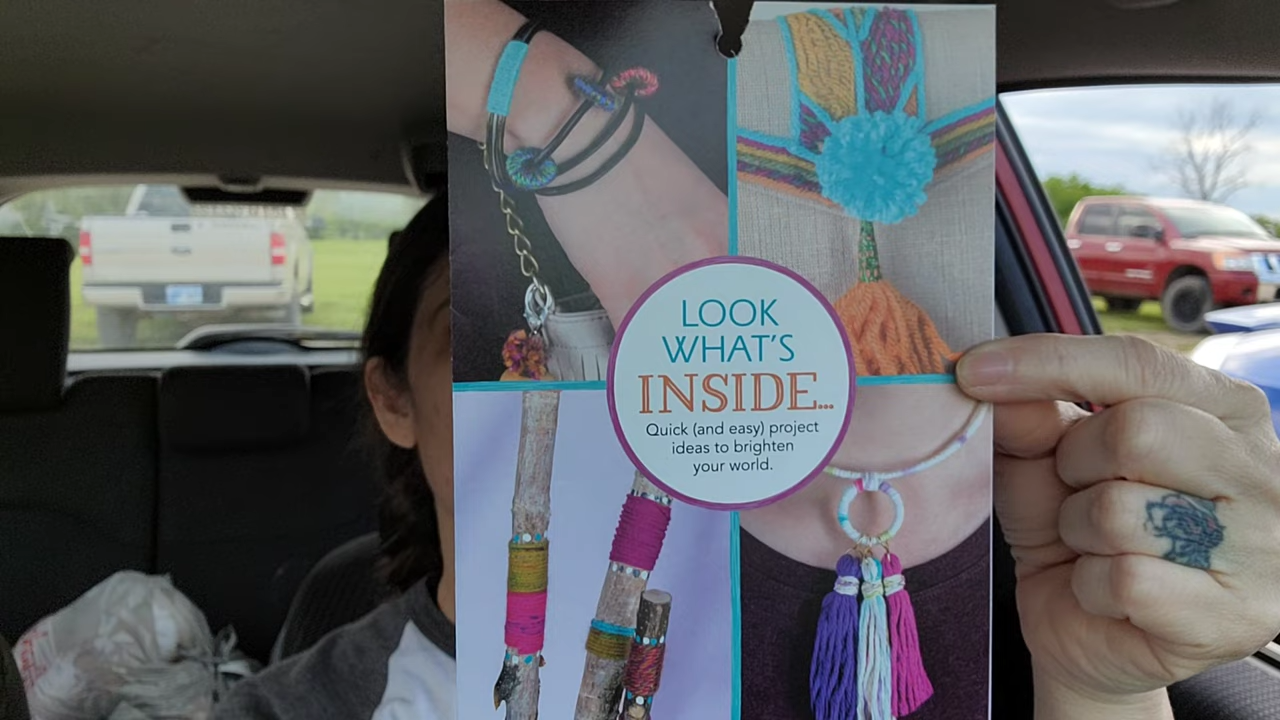 LOOK
WHAT'S
INSIDE...
Quick (and easy) project
ideas to brighten
your world.